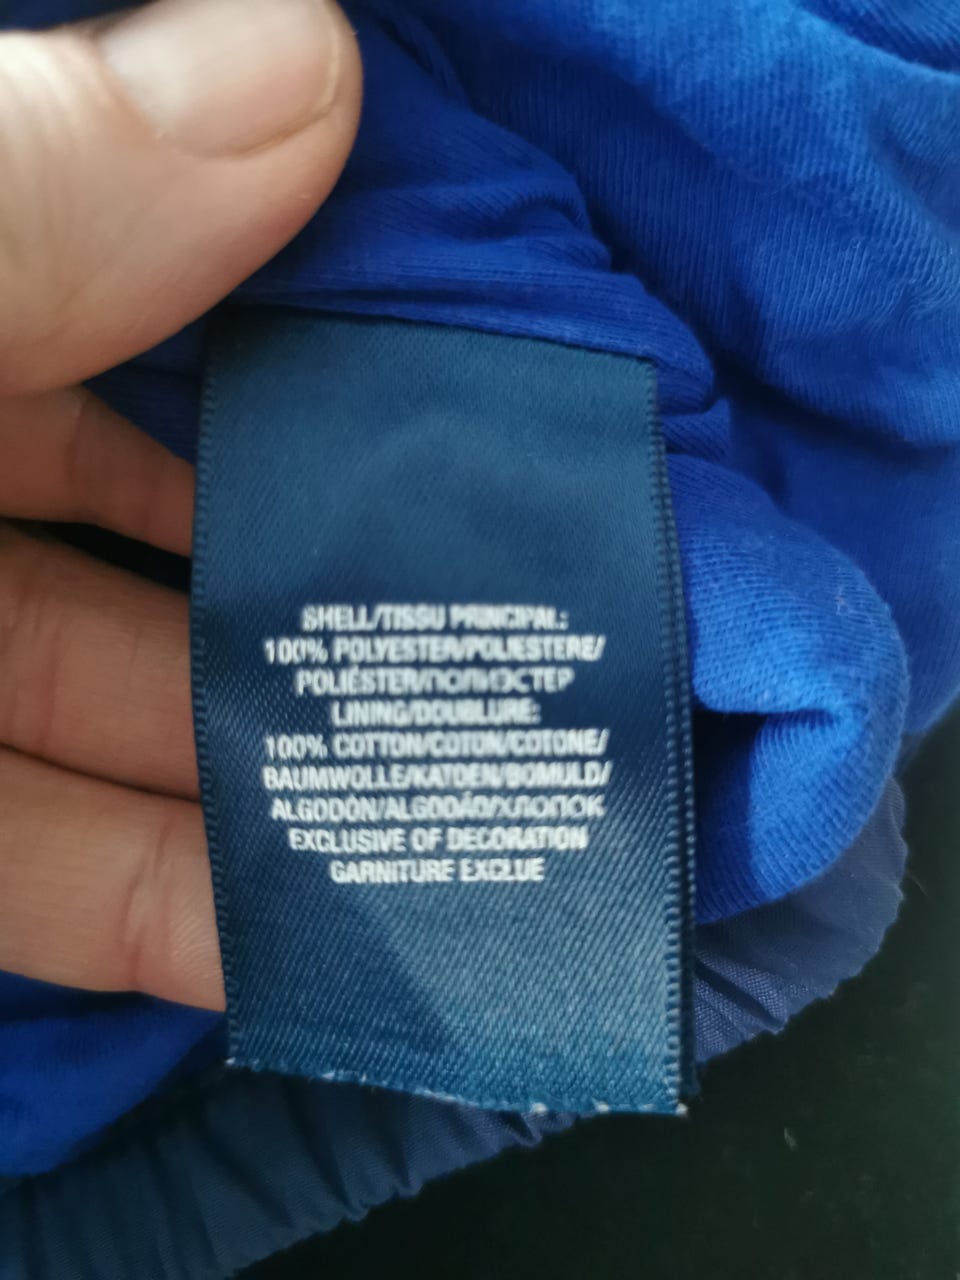 SHELL/TISSU PRINCIPAL:
100% POLYESTER/POLIESTERE/
POLIÉSTER/ПОЛИЭСТЕР
LINING/DOUBLURE:
100% COTTON/COTON/COTONE/
BAUMWOLLE/KATOEN/BOMULD/
ALGODÓN/ALGODÃO/ХЛОПОК
EXCLUSIVE OF DECORATION
GARNITURE EXCLUE